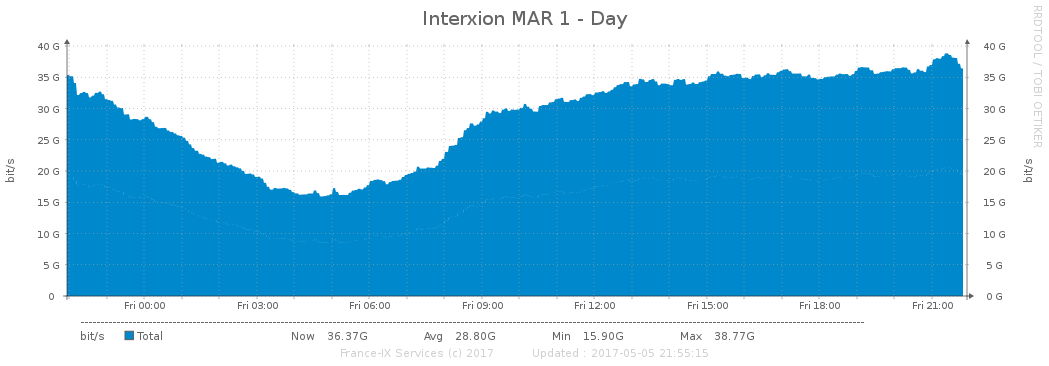 Interxion MAR 1 - Day
RRDTOOL / TOBI OETIKER
40 G 40 G
35 G 35 G
30 G 30 G
25 G 25 G
20 G 20 G
15 G 15 G
10 G 10 G
5 G 5 G
0 0 G
bit/s bit/s
Fri 00:00 Fri 03:00 Fri 06:00 Fri 09:00 Fri 12:00 Fri 15:00 Fri 18:00 Fri 21:00
bit/s Total Now 36.37G Avg 28.80G Min 15.90G Max 38.77G
France-IX Services (c) 2017 Updated : 2017-05-05 21:55:15